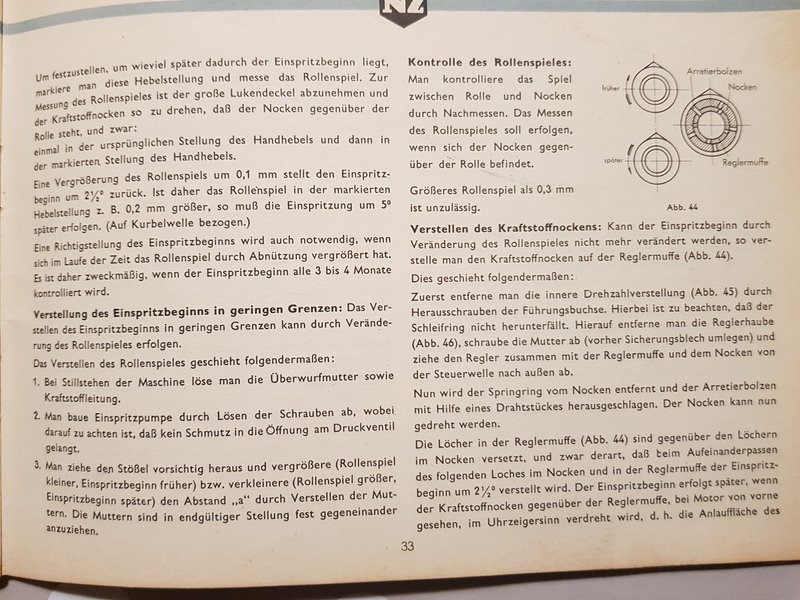 NZ
Um festzustellen, um wieviel später dadurch der Einspritzbeginn liegt,
markiere man diese Hebelstellung und messe das Rollenspiel. Zur
Messung des Rollenspieles ist der große Lukendeckel abzunehmen und
der Kraftstoffnocken so zu drehen, daß der Nocken gegenüber der
Rolle steht, und zwar:
einmal in der ursprünglichen Stellung des Handhebels und dann in
der markierten Stellung des Handhebels.
Eine Vergrößerung des Rollenspiels um 0,1 mm stellt den Einspritz-
beginn um 2½° zurück. Ist daher das Rollenspiel in der markierten
Hebelstellung z. B. 0,2 mm größer, so muß die Einspritzung um 5°
später erfolgen. (Auf Kurbelwelle bezogen.)
Eine Richtigstellung des Einspritzbeginns wird auch notwendig, wenn
sich im Laufe der Zeit das Rollenspiel durch Abnützung vergrößert hat.
Es ist daher zweckmäßig, wenn der Einspritzbeginn alle 3 bis 4 Monate
kontrolliert wird.
Verstellung des Einspritzbeginns in geringen Grenzen: Das Ver-
stellen des Einspritzbeginns in geringen Grenzen kann durch Verände-
rung des Rollenspieles erfolgen.
Das Verstellen des Rollenspieles geschieht folgendermaßen:
1. Bei Stillstehen der Maschine löse man die Überwurfmutter sowie
Kraftstoffleitung.
2. Man baue Einspritzpumpe durch Lösen der Schrauben ab, wobei
darauf zu achten ist, daß kein Schmutz in die Öffnung am Druckventil
gelangt.
3. Man ziehe den Stößel vorsichtig heraus und vergrößere (Rollenspiel
kleiner, Einspritzbeginn früher) bzw. verkleinere (Rollenspiel größer,
Einspritzbeginn später) den Abstand „a" durch Verstellen der Mut-
tern. Die Muttern sind in endgültiger Stellung fest gegeneinander
anzuziehen.
Kontrolle des Rollenspieles:
Man kontrolliere das Spiel
zwischen Rolle und Nocken
durch Nachmessen. Das Messen
des Rollenspieles soll erfolgen,
wenn sich der Nocken gegen-
über der Rolle befindet.
Größeres Rollenspiel als 0,3 mm
ist unzulässig.
früher
später
Arretierbolzen
Nocken
Reglermuffe
Abb. 44
Verstellen des Kraftstoffnockens: Kann der Einspritzbeginn durch
Veränderung des Rollenspieles nicht mehr verändert werden, so ver-
stelle man den Kraftstoffnocken auf der Reglermuffe (Abb. 44).
Dies geschieht folgendermaßen:
Zuerst entferne man die innere Drehzahlverstellung (Abb. 45) durch
Herausschrauben der Führungsbuchse. Hierbei ist zu beachten, daß der
Schleifring nicht herunterfällt. Hierauf entferne man die Reglerhaube
(Abb. 46), schraube die Mutter ab (vorher Sicherungsblech umlegen) und
ziehe den Regler zusammen mit der Reglermuffe und dem Nocken von
der Steuerwelle nach außen ab.
Nun wird der Springring vom Nocken entfernt und der Arretierbolzen
mit Hilfe eines Drahtstückes herausgeschlagen. Der Nocken kann nun
gedreht werden.
Die Löcher in der Reglermuffe (Abb. 44) sind gegenüber den Löchern
im Nocken versetzt, und zwar derart, daß beim Aufeinanderpassen
des folgenden Loches im Nocken und in der Reglermuffe der Einspritz-
beginn um 2½° verstellt wird. Der Einspritzbeginn erfolgt später, wenn
der Kraftstoffnocken gegenüber der Reglermuffe, bei Motor von vorne
gesehen, im Uhrzeigersinn verdreht wird, d. h. die Anlauffläche des
33